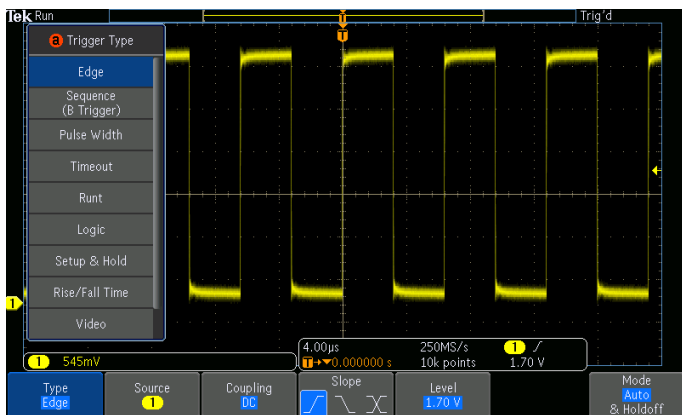 Tek Run Trig'd
T
T
a Trigger Type
Edge
Sequence
(B Trigger)
Pulse Width
Timeout
Runt
Logic
Setup & Hold
Rise/Fall Time
Video
1
1 545mV
4.00µs 250MS/s 1
T→▼0.000000 s 10k points 1.70 V
Type
Edge
Source
1
Coupling
DC
Slope
Level
1.70 V
Mode
Auto
& Holdoff